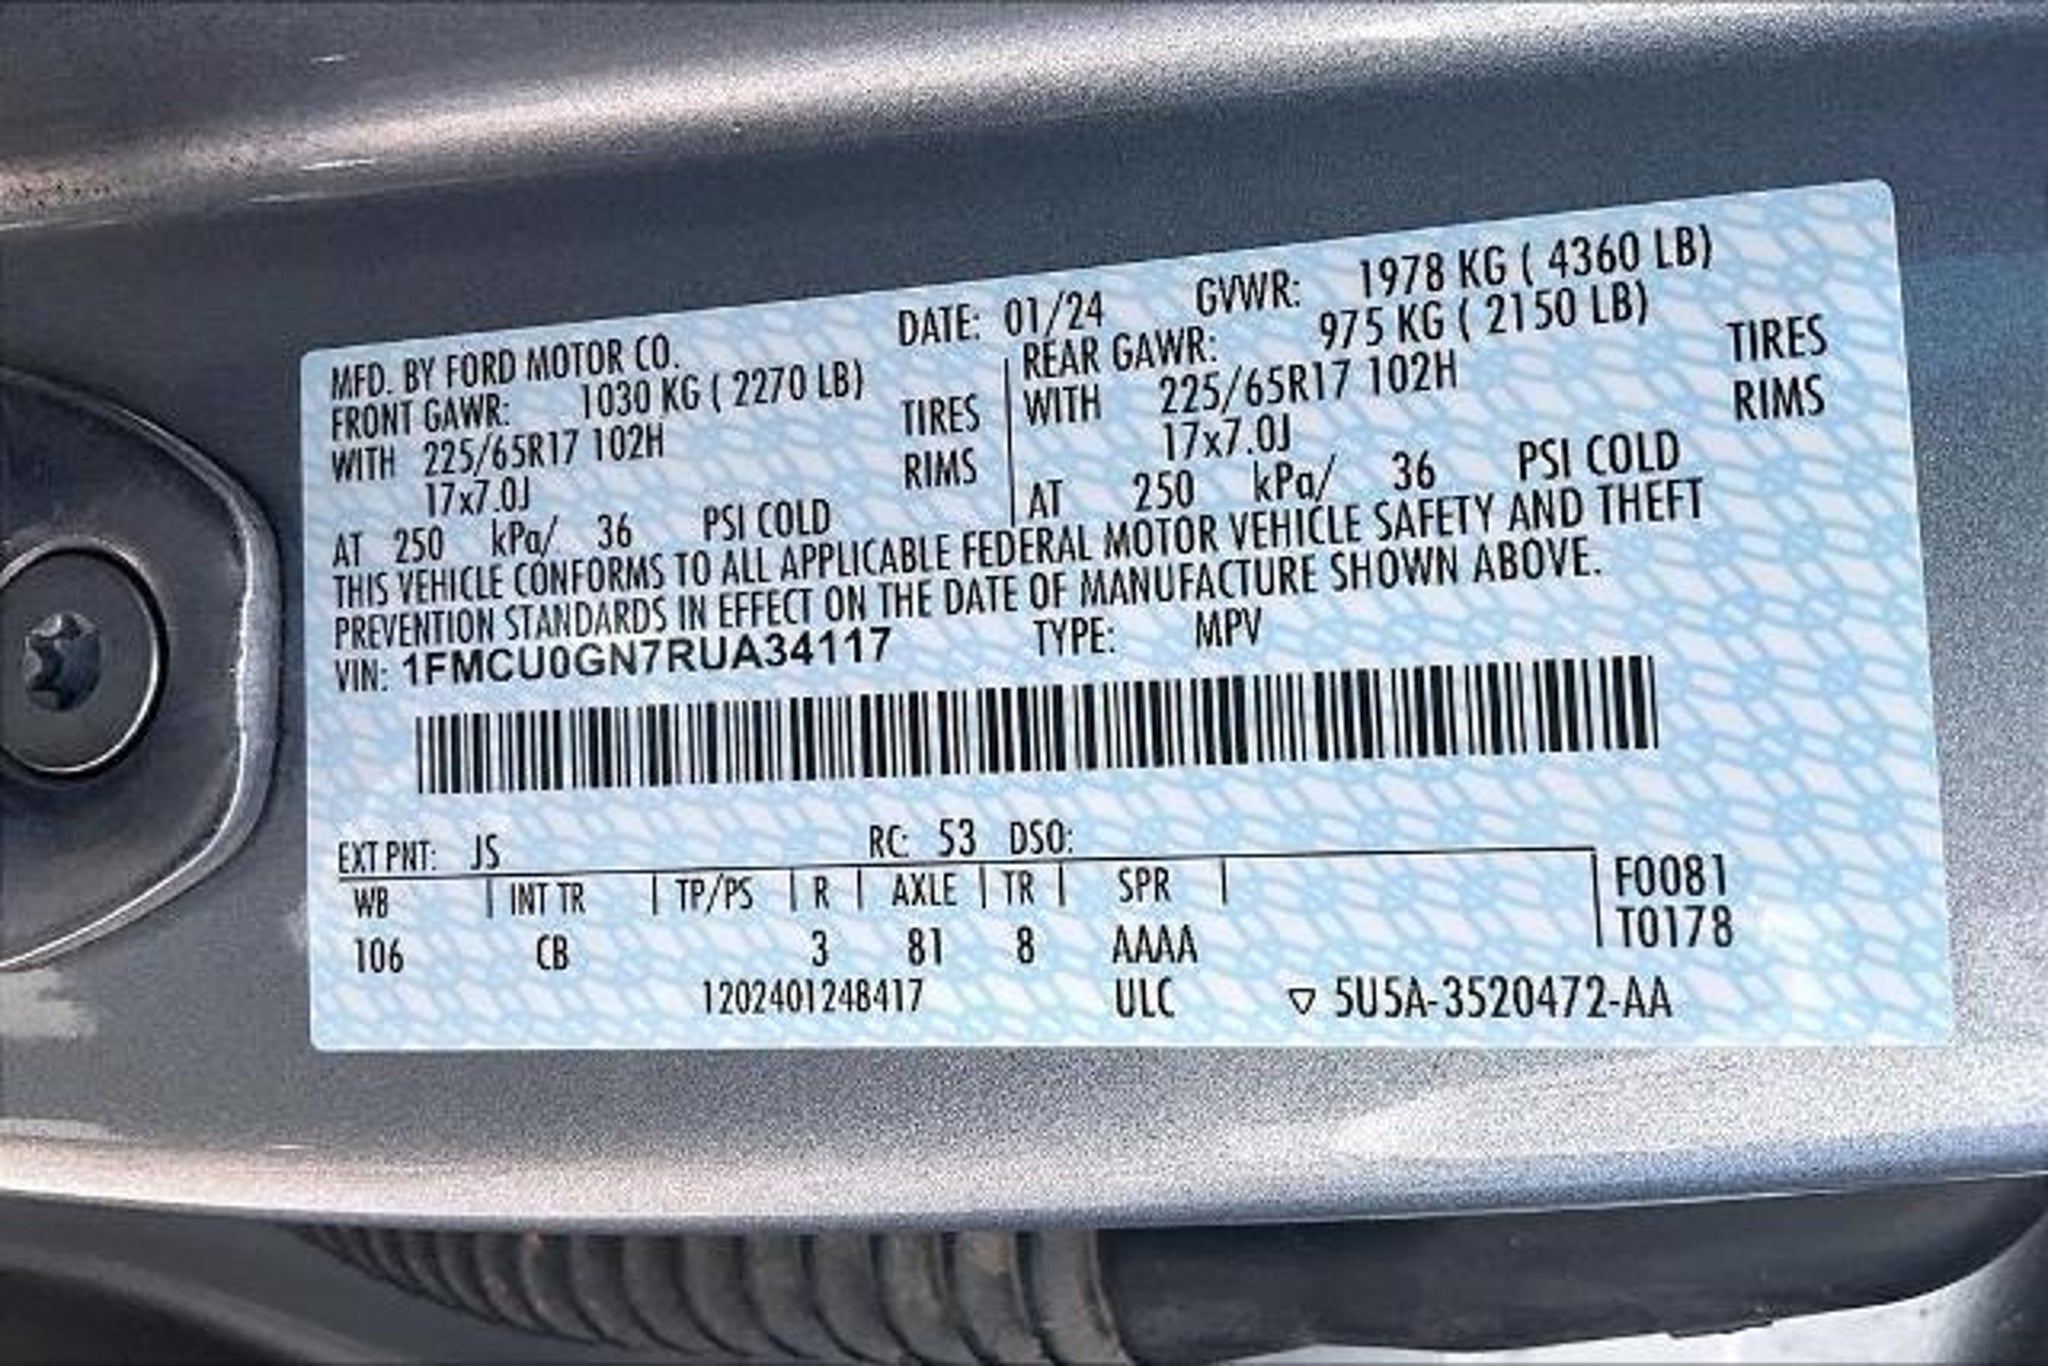 MFD. BY FORD MOTOR CO. DATE: 01/24 GVWR: 1978 KG ( 4360 LB)
FRONT GAWR: 1030 KG ( 2270 LB) REAR GAWR: 975 KG ( 2150 LB)
WITH 225/65R17 102H TIRES WITH 225/65R17 102H TIRES
17x7.0J RIMS 17x7.0J RIMS
AT 250 kPa/ 36 PSI COLD AT 250 kPa/ 36 PSI COLD
THIS VEHICLE CONFORMS TO ALL APPLICABLE FEDERAL MOTOR VEHICLE SAFETY AND THEFT
PREVENTION STANDARDS IN EFFECT ON THE DATE OF MANUFACTURE SHOWN ABOVE.
VIN: 1FMCU0GN7RUA34117 TYPE: MPV
EXT PNT: JS RC: 53 DSO:
WB INT TR TP/PS R AXLE TR SPR F0081
106 CB 3 81 8 AAAA T0178
1202401248417 ULC ▽ 5U5A-3520472-AA